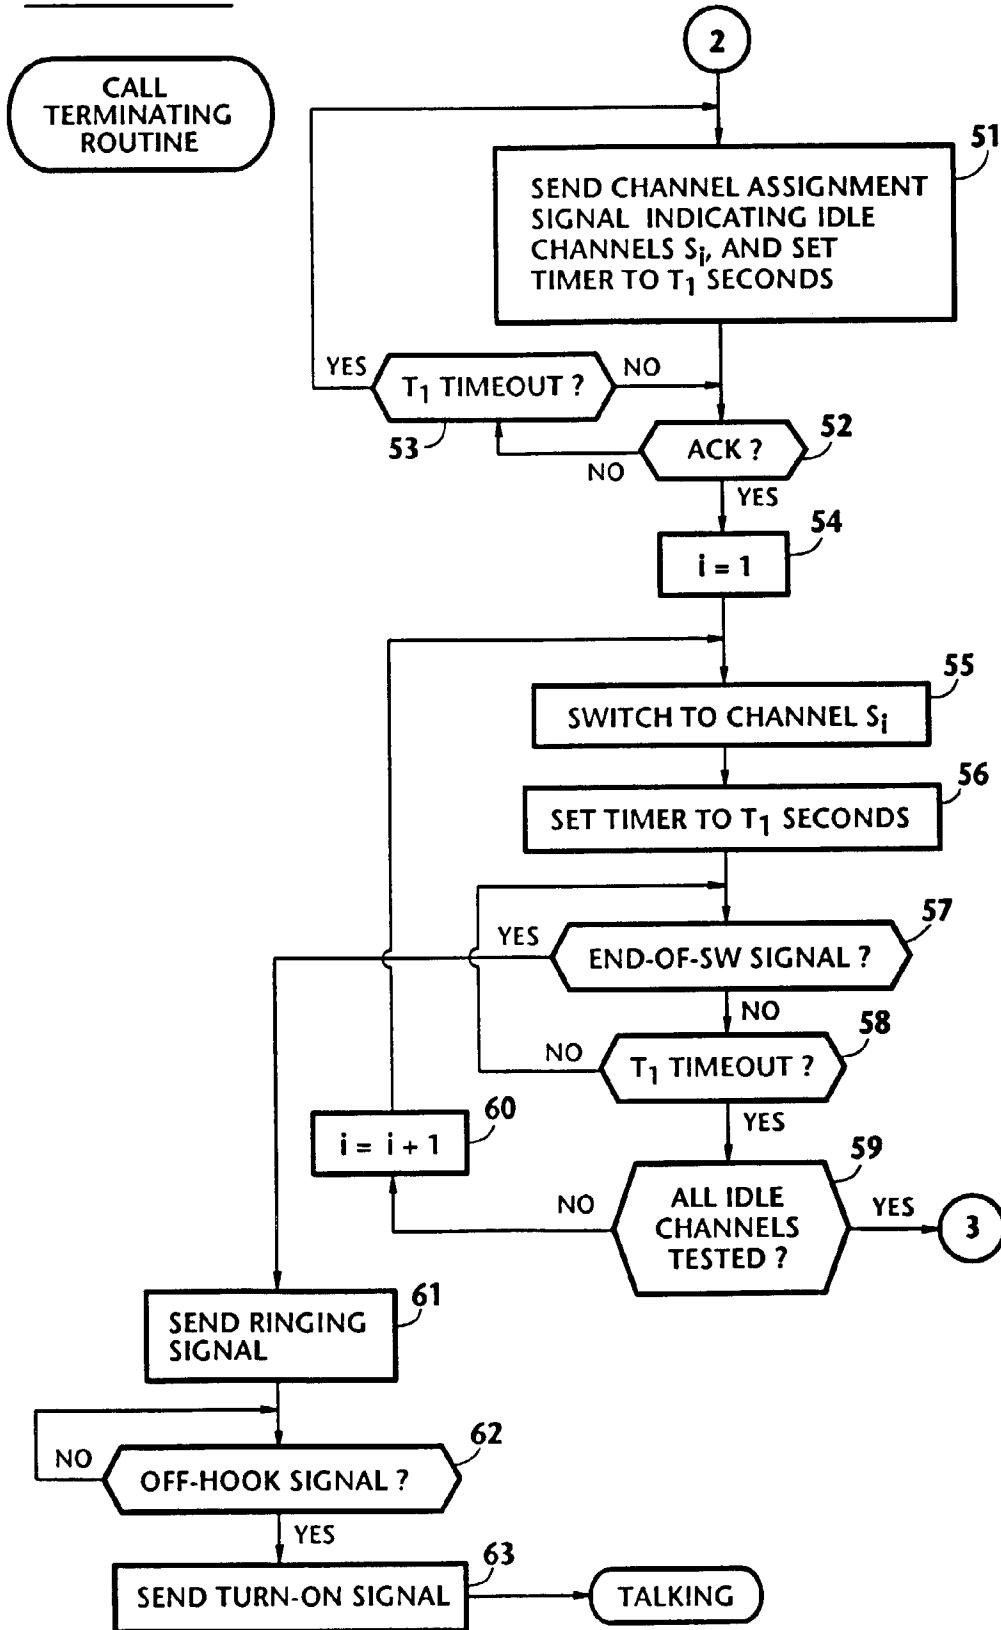 2
CALL
TERMINATING
ROUTINE
51
SEND CHANNEL ASSIGNMENT
SIGNAL INDICATING IDLE
CHANNELS Si, AND SET
TIMER TO T1 SECONDS
YES
T1 TIMEOUT ?
NO
53
ACK ?
52
NO
YES
54
i = 1
55
SWITCH TO CHANNEL Si
56
SET TIMER TO T1 SECONDS
57
YES
END-OF-SW SIGNAL ?
NO
58
NO
T1 TIMEOUT ?
YES
60
i = i + 1
59
NO
ALL IDLE
CHANNELS
TESTED ?
YES
3
61
SEND RINGING
SIGNAL
62
NO
OFF-HOOK SIGNAL ?
YES
63
SEND TURN-ON SIGNAL
TALKING